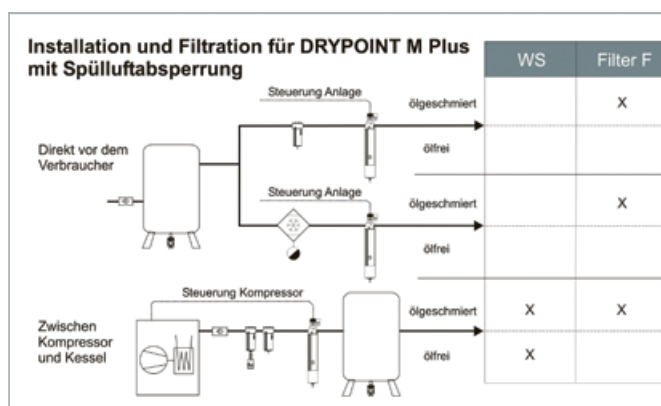 Installation und Filtration für DRYPOINT M Plus
mit Spülluftabsperrung
WS Filter F
Steuerung Anlage
ölgeschmiert X
Direkt vor dem
Verbraucher
ölfrei
Steuerung Anlage
ölgeschmiert X
ölfrei
Steuerung Kompressor
ölgeschmiert X X
Zwischen
Kompressor
und Kessel
ölfrei X